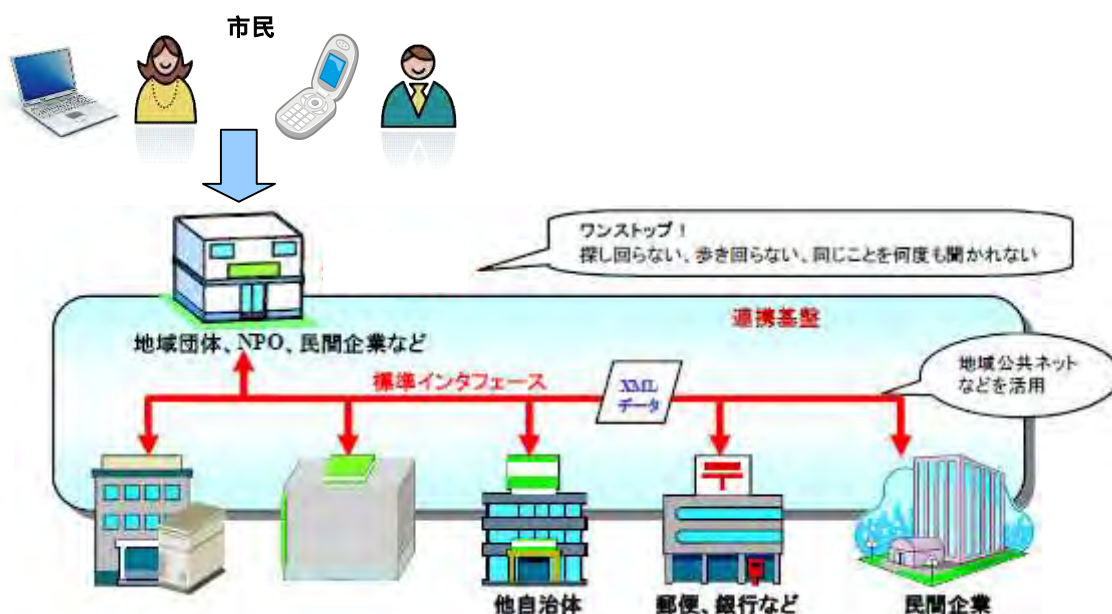 市民
ワンストップ！
探し回らない、歩き回らない、同じことを何度も聞かれない
連携基盤
地域団体、NPO、民間企業など
地域公共ネット
などを活用
標準インタフェース
XML
データ
他自治体
郵便、銀行など
民間企業